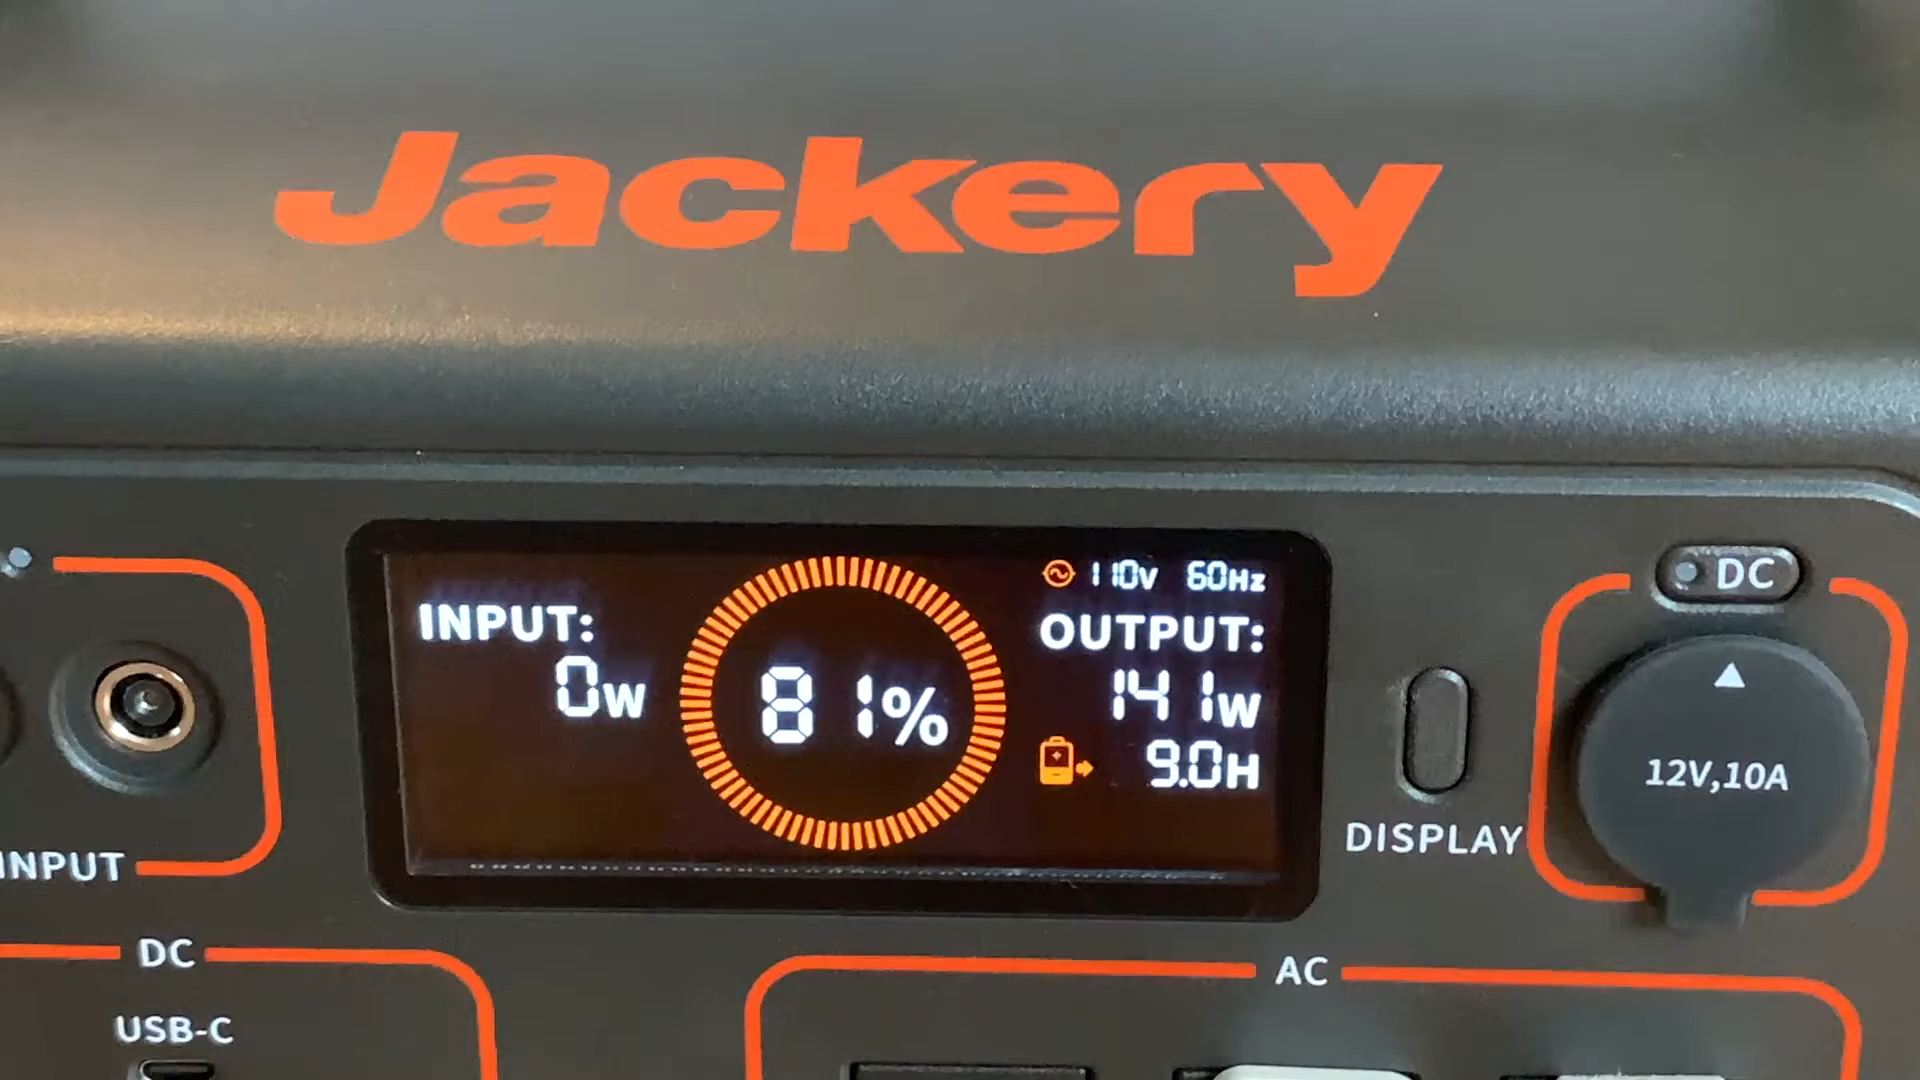 Jackery
110V 60Hz
INPUT:
0W
81%
OUTPUT:
141W
9.0H
DC
12V,10A
DISPLAY
INPUT
DC
USB-C
AC